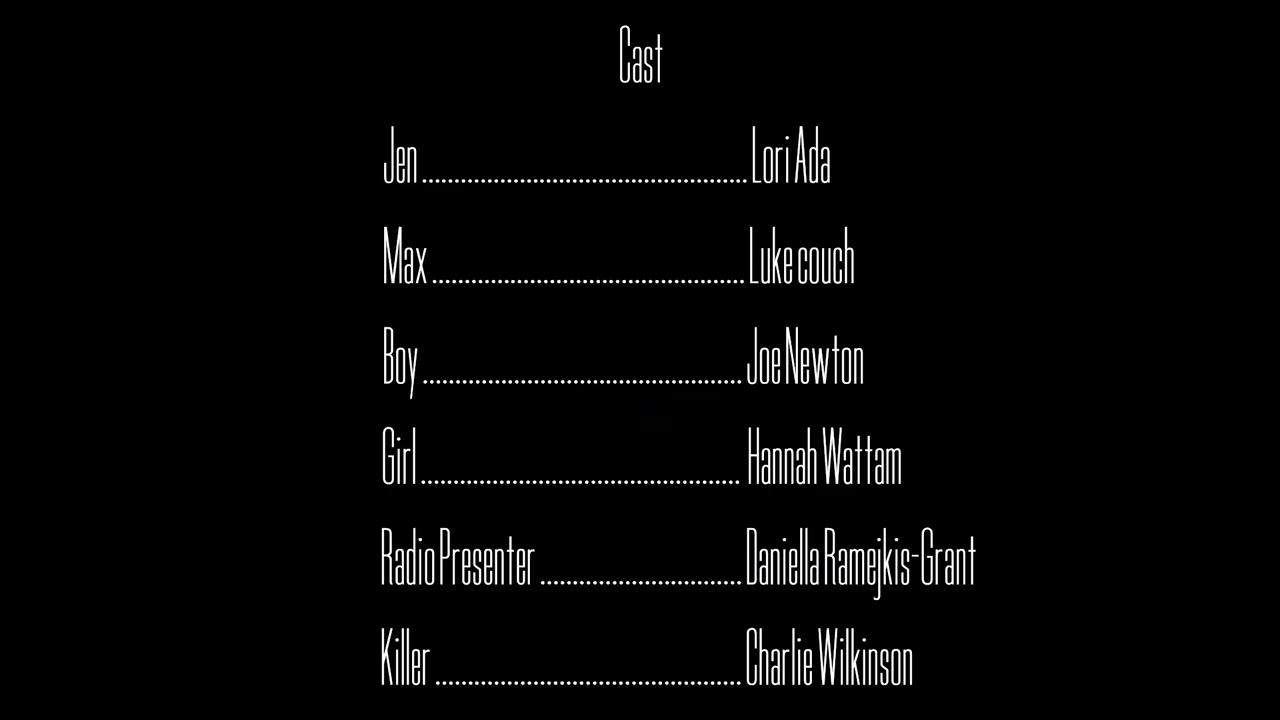 Cast
Jen ................................................ Lori Ada
Max ................................................ Luke couch
Boy ................................................ Joe Newton
Girl ................................................ Hannah Wattam
Radio Presenter ............................... Daniella Ramejkis-Grant
Killer ............................................... Charlie Wilkinson